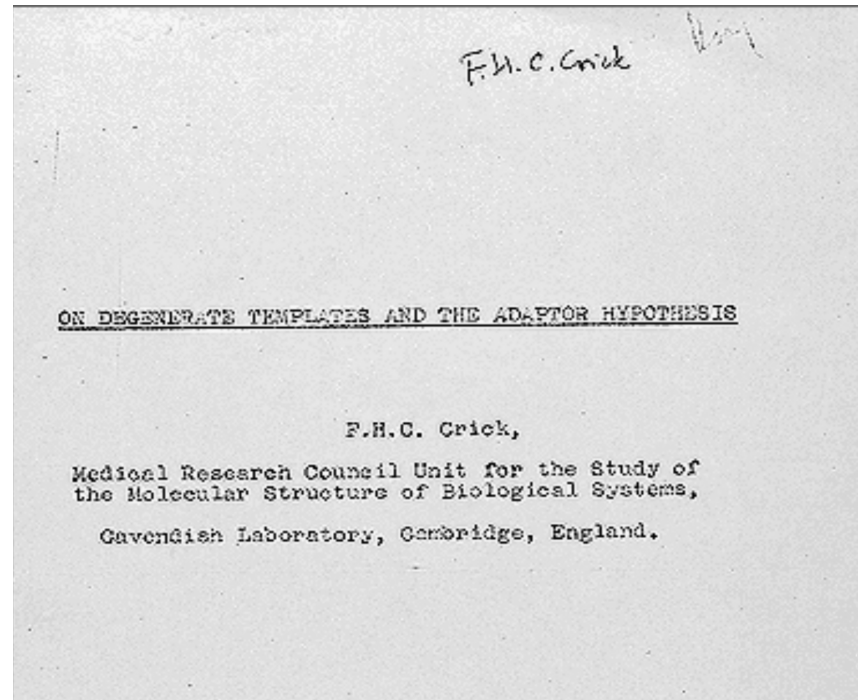 F.H.C.Crick
ON DEGENERATE TEMPLATES AND THE ADAPTOR HYPOTHESIS
F.H.C. Crick,
Medical Research Council Unit for the Study of
the Molecular Structure of Biological Systems,
Cavendish Laboratory, Cambridge, England.